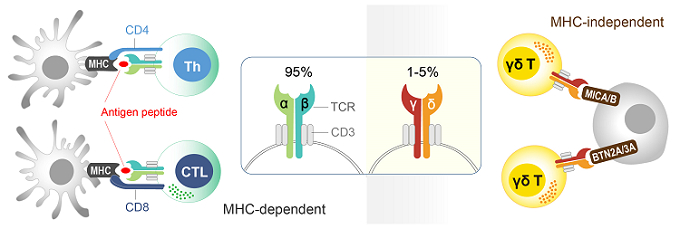 CD4
MHC
Th
Antigen peptide
MHC
CTL
CD8
MHC-dependent
95%
1-5%
α
β
TCR
γ
δ
CD3
MHC-independent
γδ T
MICA/B
BTN2A/3A
γδ T